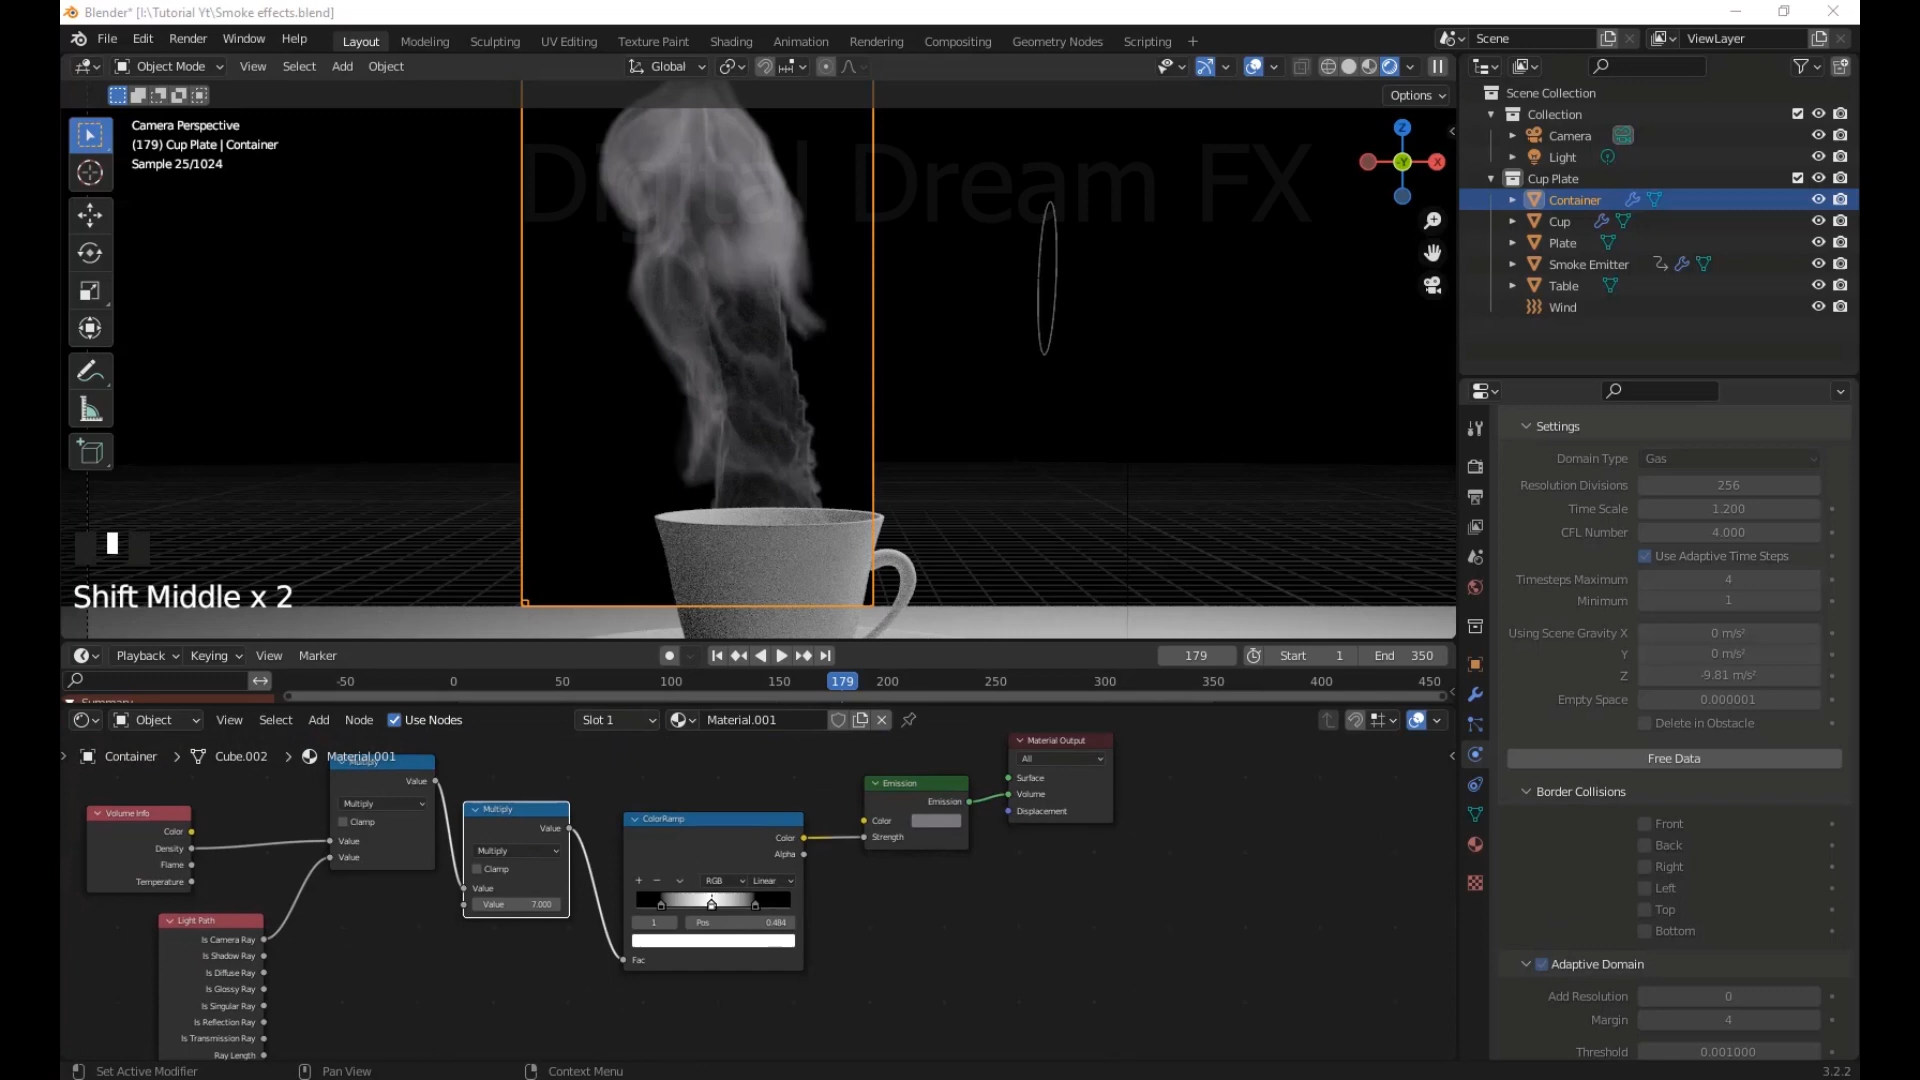 Blender* [I:\Tutorial Yt\Smoke effects.blend]
File Edit Render Window Help Layout Modeling Sculpting UV Editing Texture Paint Shading Animation Rendering Compositing Geometry Nodes Scripting + Scene ViewLayer
Object Mode View Select Add Object Global
Options
Camera Perspective
(179) Cup Plate | Container
Sample 25/1024
Digital Dream FX
Z
-Y
X
Shift Middle x 2
Scene Collection
Collection
Camera
Light
Cup Plate
Container
Cup
Plate
Smoke Emitter
Table
Wind
Settings
Domain Type Gas
Resolution Divisions 256
Time Scale 1.200
CFL Number 4.000
Use Adaptive Time Steps
Timesteps Maximum 4
Minimum 1
Using Scene Gravity X 0 m/s²
Y 0 m/s²
Z -9.81 m/s²
Empty Space 0.000001
Delete in Obstacle
Free Data
Border Collisions
Front
Back
Right
Left
Top
Bottom
Adaptive Domain
Add Resolution 0
Margin 4
Threshold 0.001000
Playback Keying View Marker 179 Start 1 End 350
-50 0 50 100 150 179 200 250 300 350 400 450
Summary
Object View Select Add Node Use Nodes Slot 1 Material.001
Container > Cube.002 > Material.001
Multiply
Value
Multiply
Clamp
Value
Value
Volume Info
Color
Density
Flame
Temperature
Light Path
Is Camera Ray
Is Shadow Ray
Is Diffuse Ray
Is Glossy Ray
Is Singular Ray
Is Reflection Ray
Is Transmission Ray
Ray Length
Multiply
Value
Multiply
Clamp
Value
Value 7.000
ColorRamp
Color
Alpha
+ − RGB Linear
1 Pos 0.484
Fac
Emission
Emission
Color
Strength
Material Output
All
Surface
Volume
Displacement
Set Active Modifier Pan View Context Menu 3.2.2